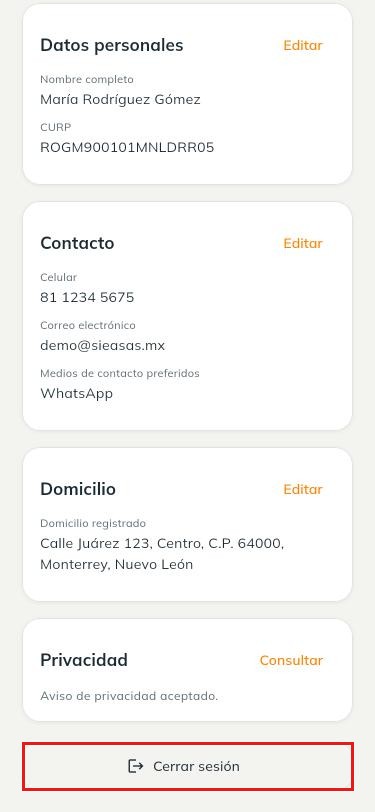 Datos personales Editar
Nombre completo
María Rodríguez Gómez
CURP
ROGM900101MNLDRR05
Contacto Editar
Celular
81 1234 5675
Correo electrónico
demo@sieasas.mx
Medios de contacto preferidos
WhatsApp
Domicilio Editar
Domicilio registrado
Calle Juárez 123, Centro, C.P. 64000,
Monterrey, Nuevo León
Privacidad Consultar
Aviso de privacidad aceptado.
Cerrar sesión